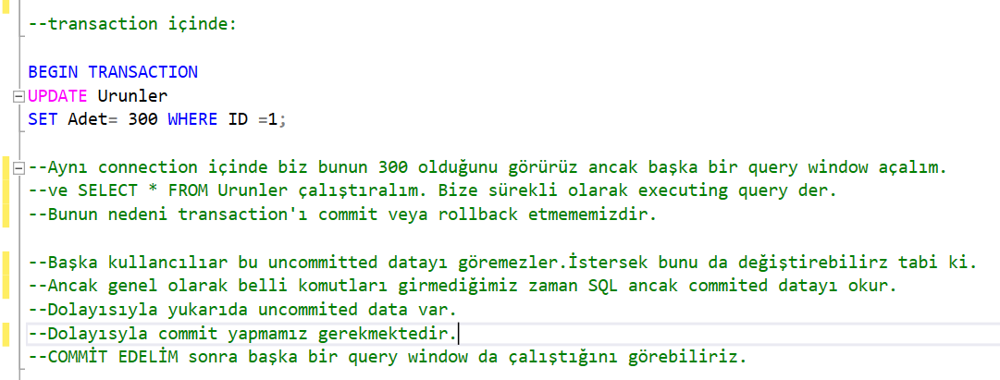 --transaction içinde:
BEGIN TRANSACTION
UPDATE Urunler
SET Adet= 300 WHERE ID =1;
--Aynı connection içinde biz bunun 300 olduğunu görürüz ancak başka bir query window açalım.
--ve SELECT * FROM Urunler çalıştıralım. Bize sürekli olarak executing query der.
--Bunun nedeni transaction'ı commit veya rollback etmememizdir.
--Başka kullancılıar bu uncommitted datayı göremezler.İstersek bunu da değiştirebilirz tabi ki.
--Ancak genel olarak belli komutları girmediğimiz zaman SQL ancak commited datayı okur.
--Dolayısıyla yukarıda uncommited data var.
--Dolayısyla commit yapmamız gerekmektedir.
--COMMİT EDELİM sonra başka bir query window da çalıştığını görebiliriz.